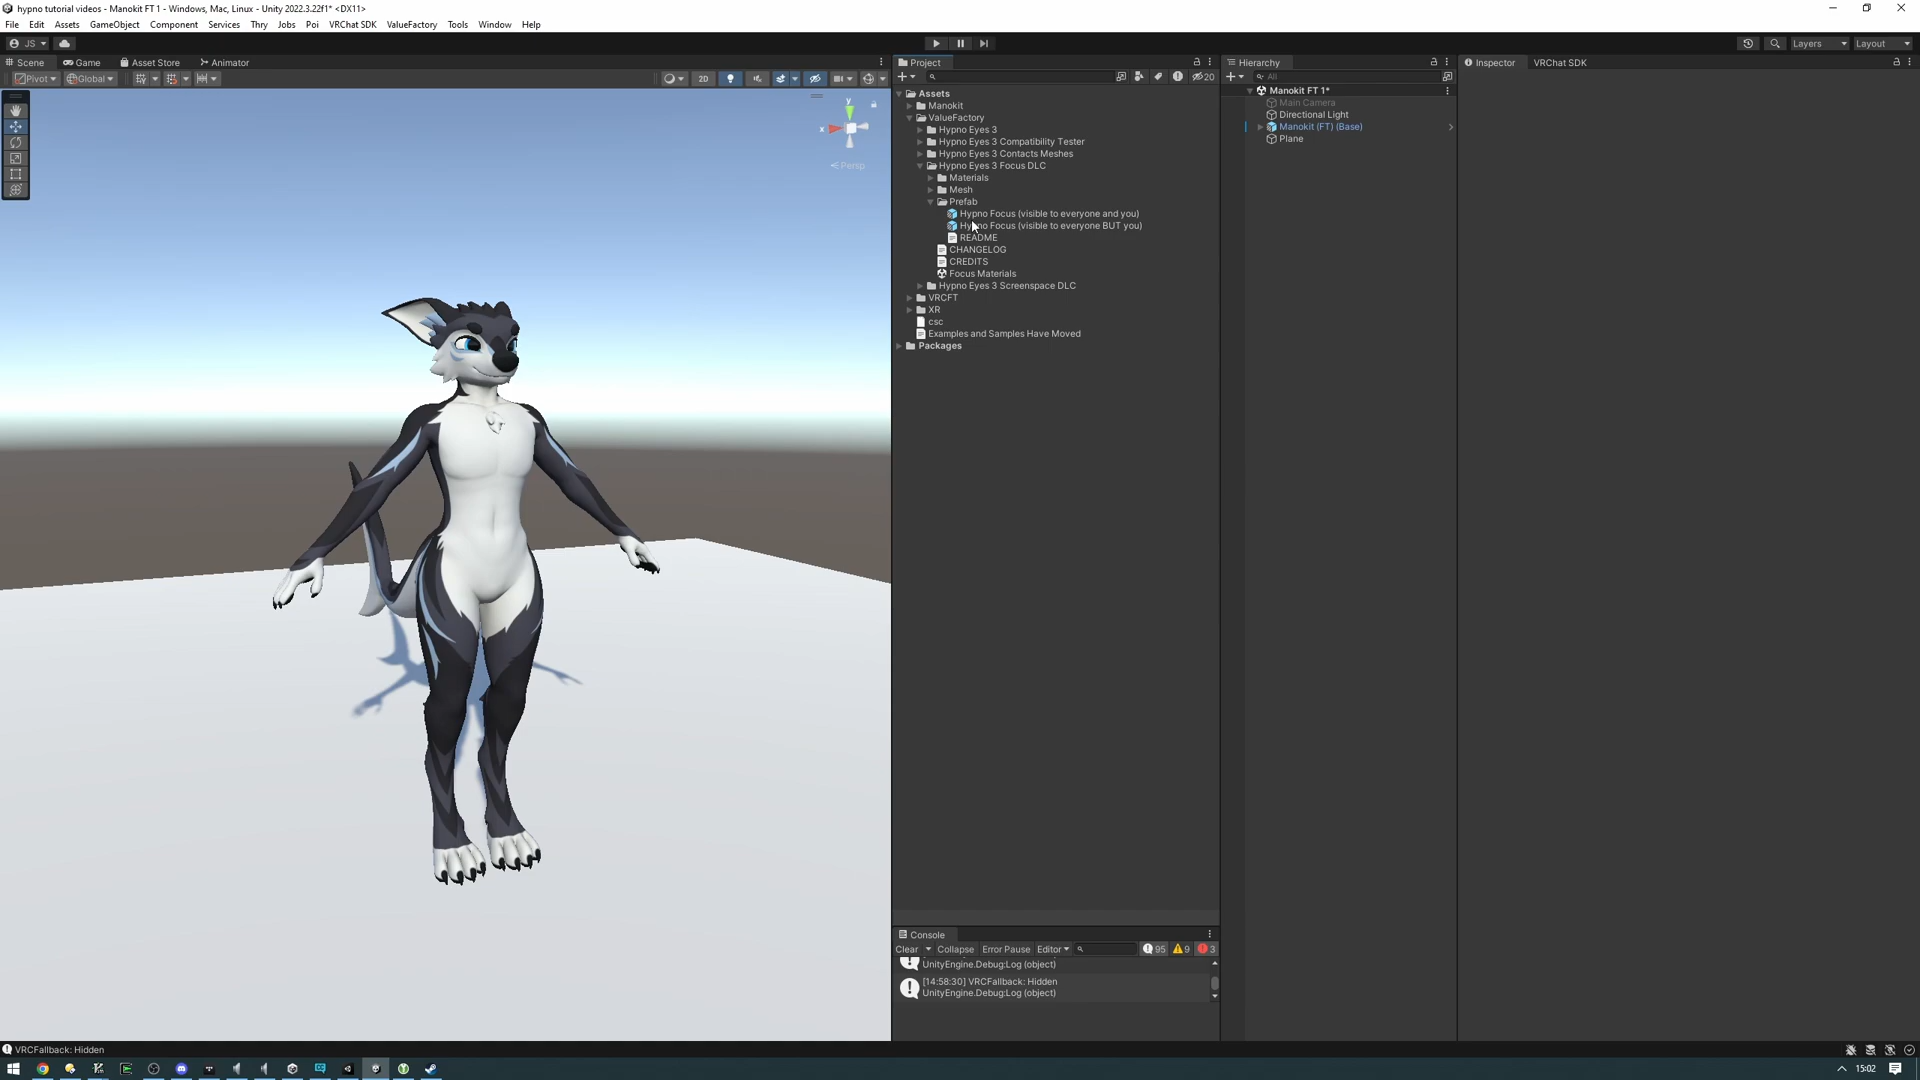 hypno tutorial videos - Manokit FT 1 - Windows, Mac, Linux - Unity 2022.3.22f1* <DX11>
File Edit Assets GameObject Component Services Thry Jobs Poi VRChat SDK ValueFactry Tools Window Help
JS Layers Layout
Scene Game Asset Store Animator
Pivot Global 2D
y
x
Persp
Project
20
Assets
Manokit
ValueFactory
Hypno Eyes 3
Hypno Eyes 3 Compatibility Tester
Hypno Eyes 3 Contacts Meshes
Hypno Eyes 3 Focus DLC
Materials
Mesh
Prefab
Hypno Focus (visible to everyone and you)
Hypno Focus (visible to everyone BUT you)
README
CHANGELOG
CREDITS
Focus Materials
Hypno Eyes 3 Screenspace DLC
VRCFT
XR
csc
Examples and Samples Have Moved
Packages
Hierarchy
All
Manokit FT 1*
Main Camera
Directional Light
Manokit (FT) (Base)
Plane
Inspector VRChat SDK
Console
Clear Collapse Error Pause Editor 95 9 3
UnityEngine.Debug:Log (object)
[14:58:30] VRCFallback: Hidden
UnityEngine.Debug:Log (object)
VRCFallback: Hidden
15:02